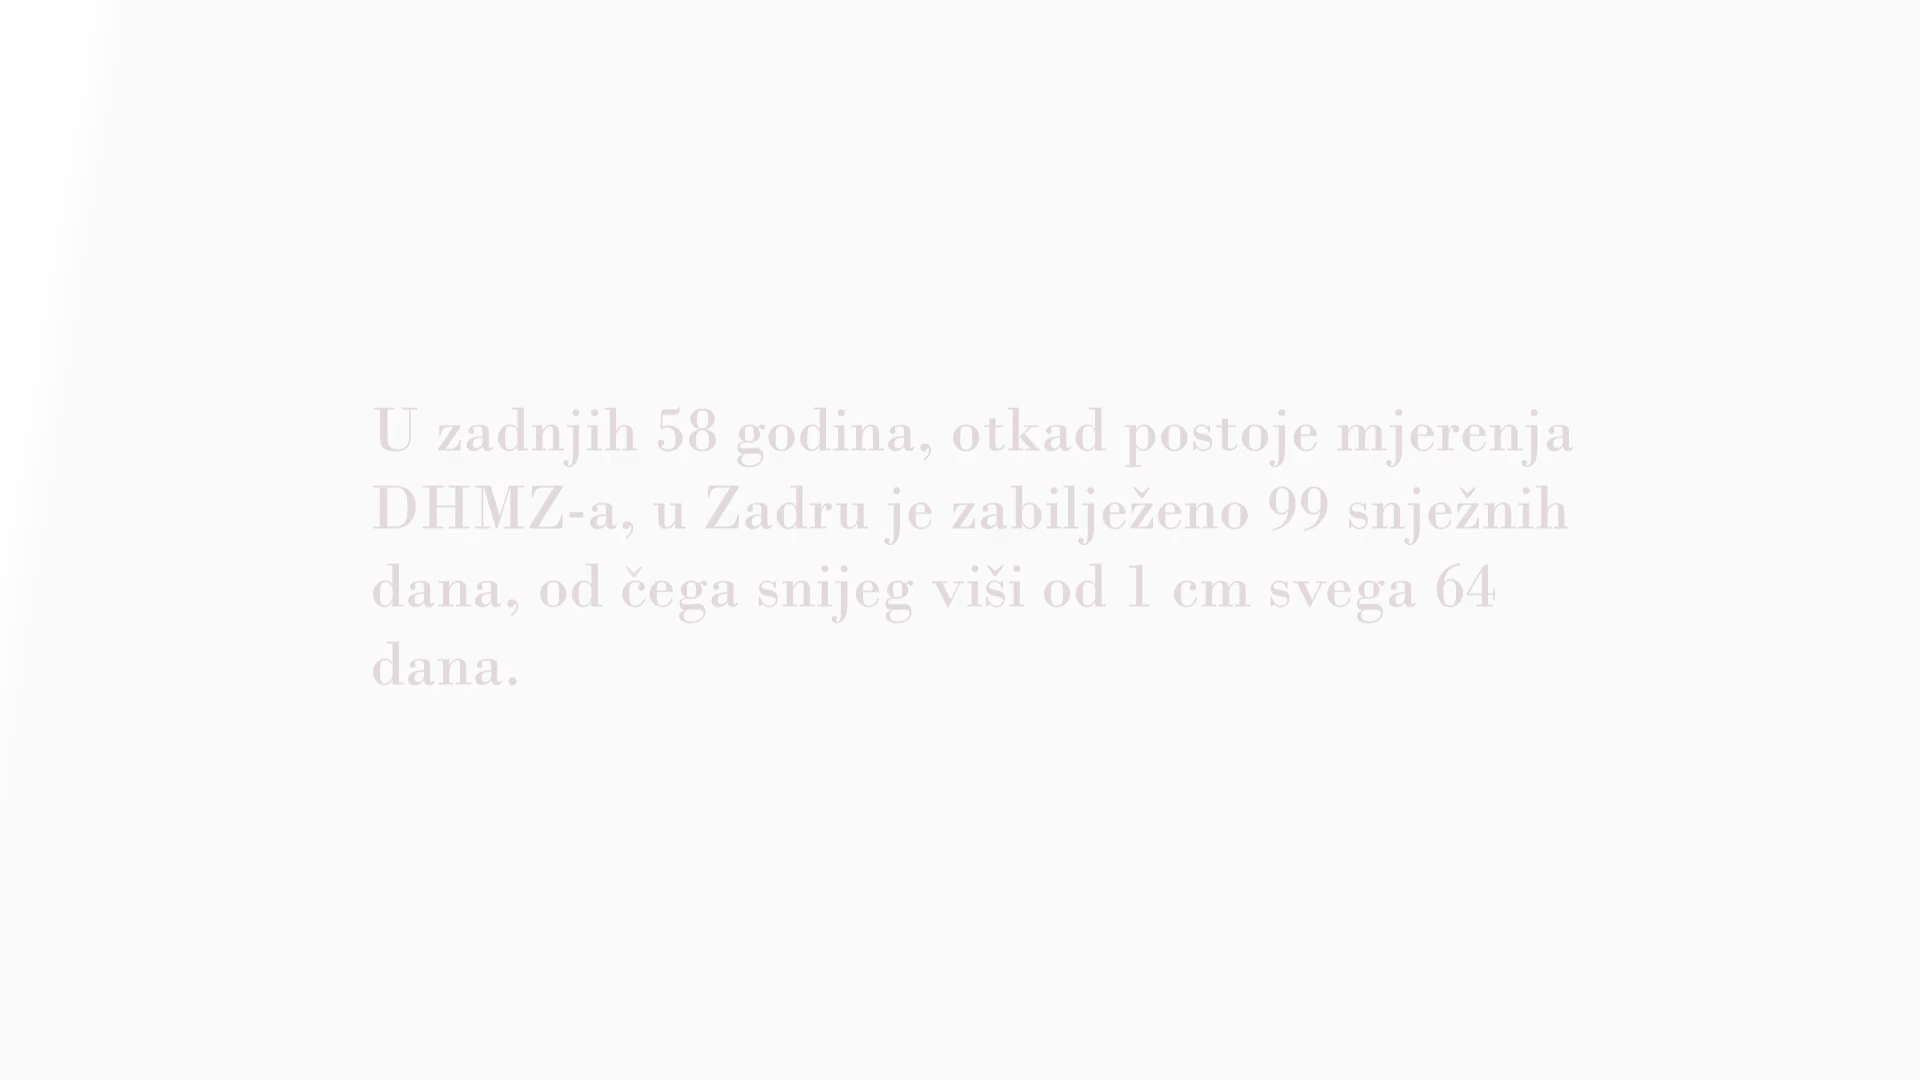 U zadnjih 58 godina, otkad postoje mjerenja
DHMZ-a, u Zadru je zabilježeno 99 snježnih
dana, od čega snijeg viši od 1 cm svega 64
dana.